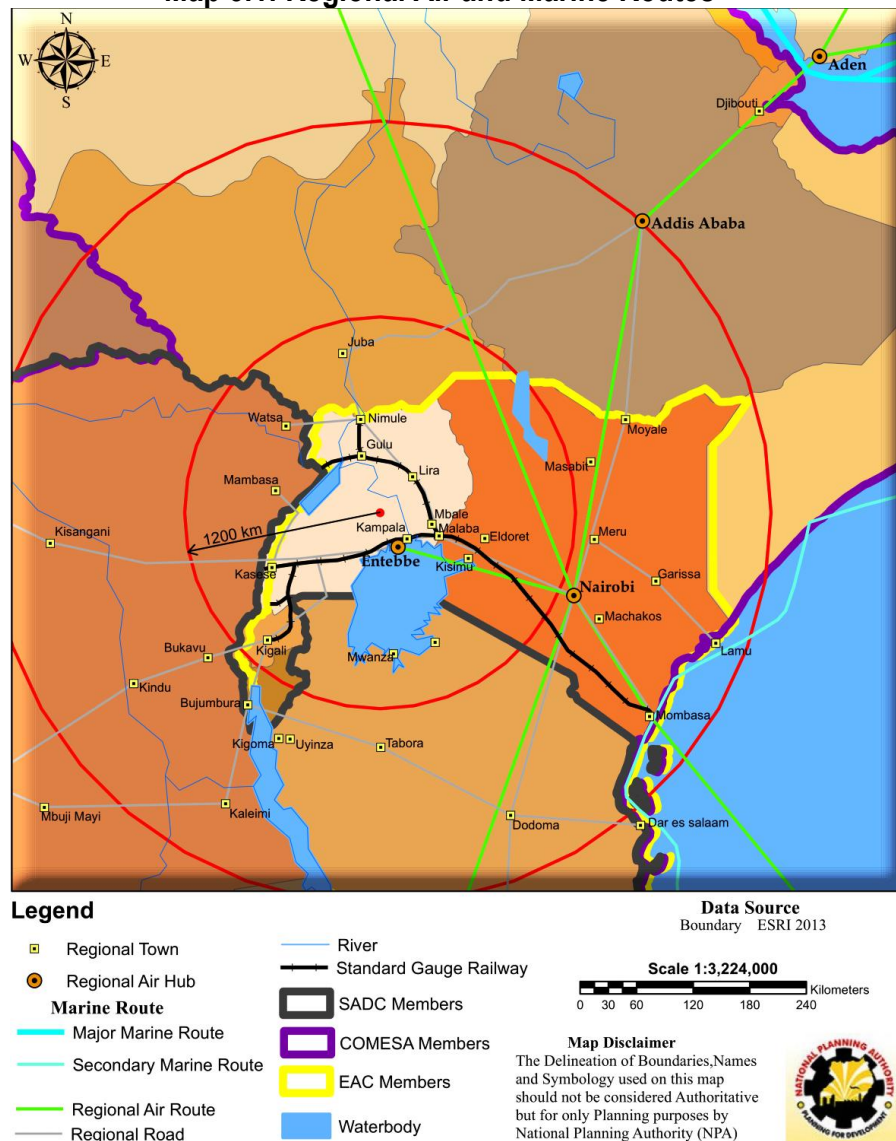 N
W E
S
Aden
Djibouti
Addis Ababa
Juba
Watsa
Nimule
Moyale
Gulu
Masabit
Lira
Mambasa
Mbale
Kampala
Malaba
Eldoret
Meru
Kisangani
1200 km
Entebbe
Kisimu
Kasese
Garissa
Nairobi
Machakos
Kigali
Lamu
Bukavu
Mwanza
Kindu
Bujumbura
Mombasa
Kigoma
Uyinza
Tabora
Mbuji Mayi
Kaleimi
Dodoma
Dar es salaam
Legend
Regional Town
Regional Air Hub
Marine Route
Major Marine Route
Secondary Marine Route
Regional Air Route
Regional Road
River
Standard Gauge Railway
SADC Members
COMESA Members
EAC Members
Waterbody
Data Source
Boundary ESRI 2013
Scale 1:3,224,000
Kilometers
0 30 60 120 180 240
Map Disclaimer
The Delineation of Boundaries,Names
and Symbology used on this map
should not be considered Authoritative
but for only Planning purposes by
National Planning Authority (NPA)
NATIONAL PLANNING AUTHORITY
PLANNING FOR DEVELOPMENT